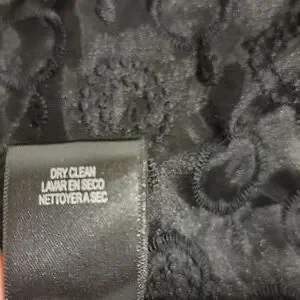 DRY CLEAN
LAVAR EN SECO
NETTOYER A SEC